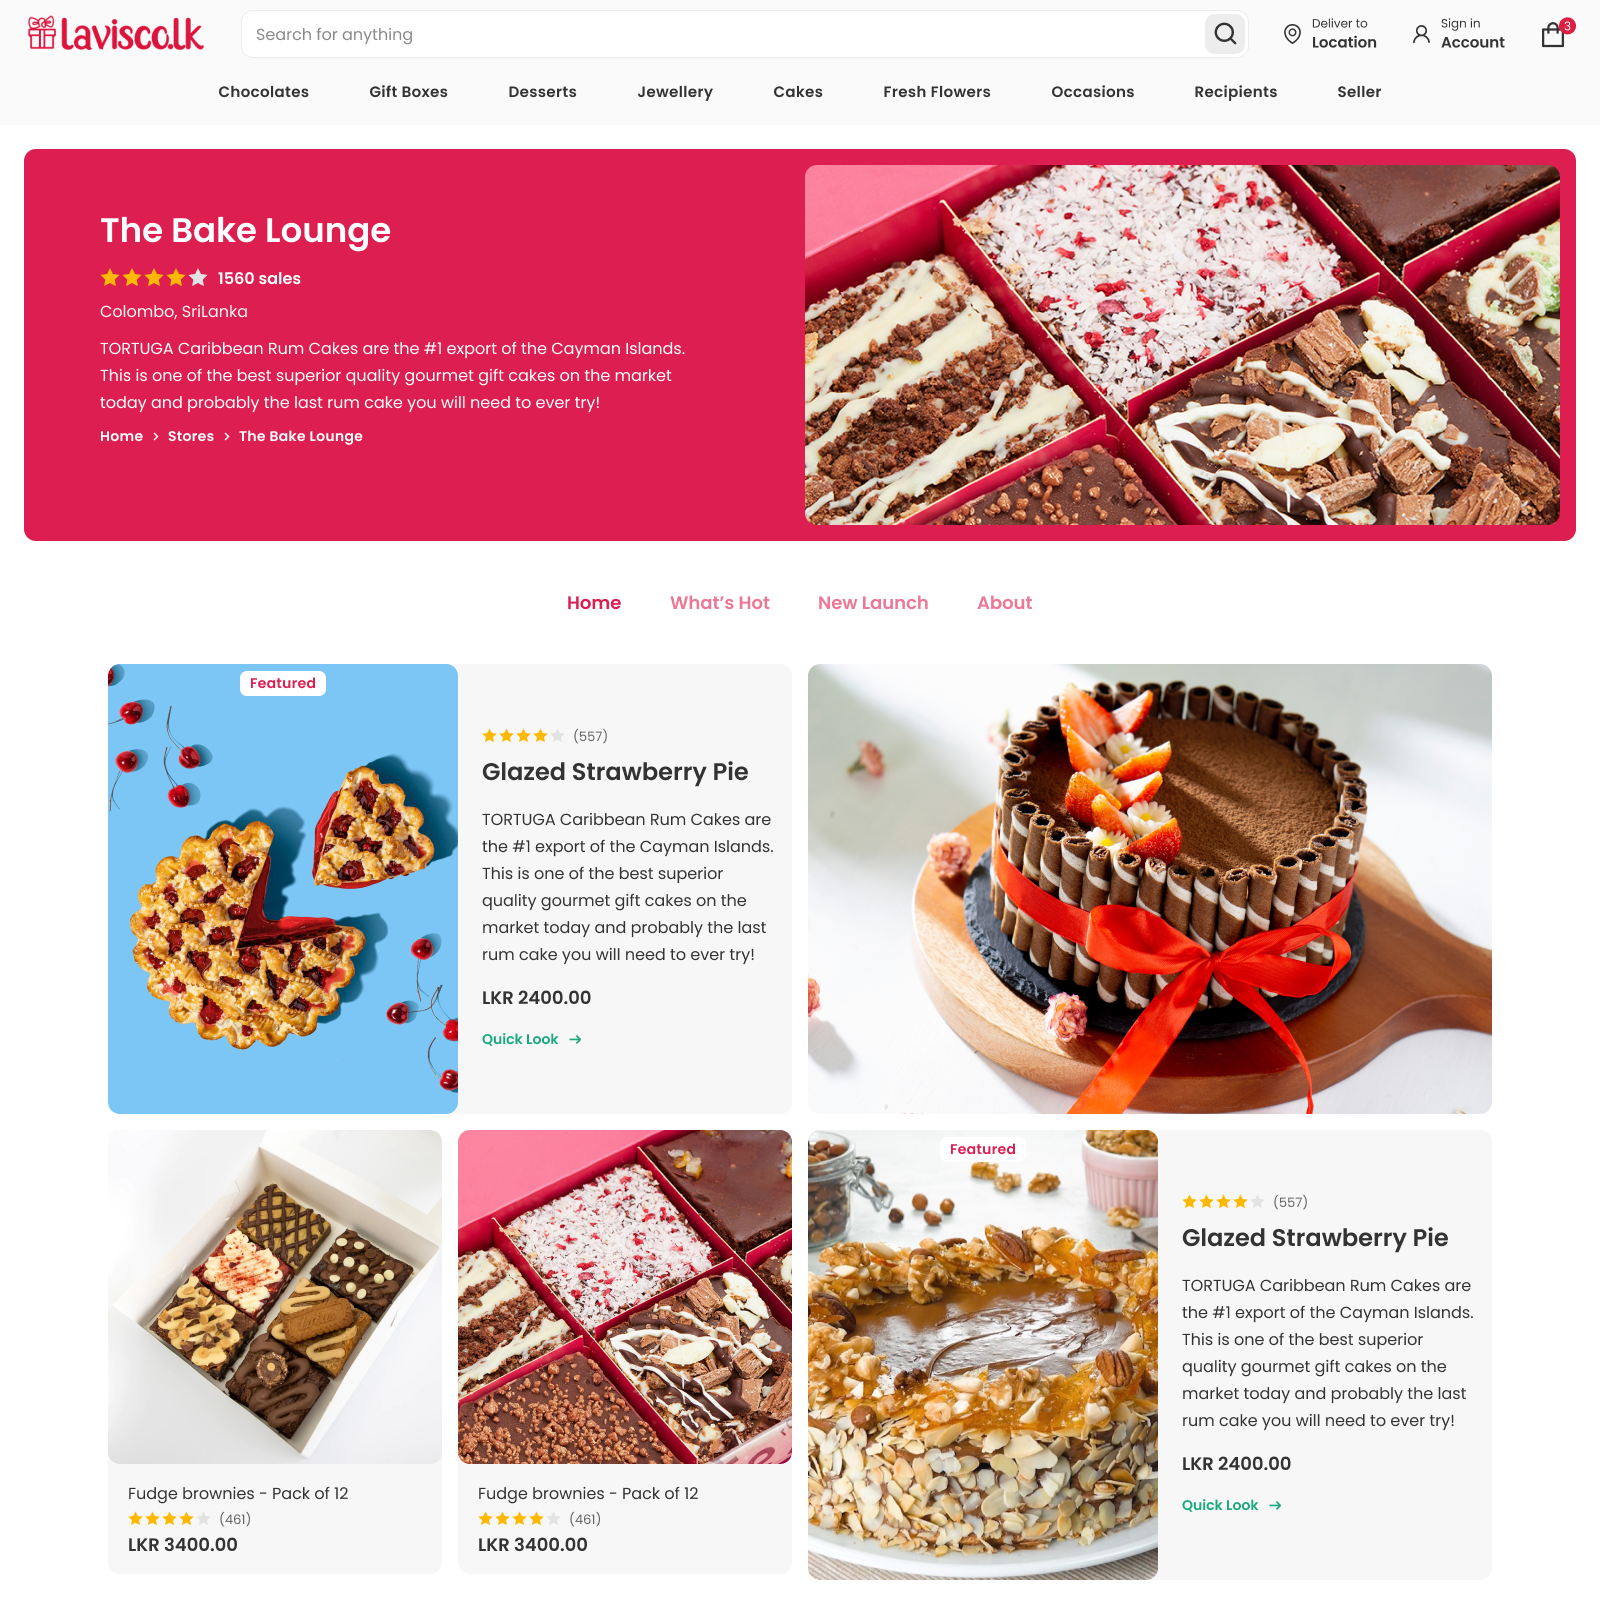 Lavisco.lk
Search for anything
Deliver to
Location
Sign in
Account
3
Chocolates
Gift Boxes
Desserts
Jewellery
Cakes
Fresh Flowers
Occasions
Recipients
Seller
The Bake Lounge
1560 sales
Colombo, SriLanka
TORTUGA Caribbean Rum Cakes are the #1 export of the Cayman Islands.
This is one of the best superior quality gourmet gift cakes on the market
today and probably the last rum cake you will need to ever try!
Home > Stores > The Bake Lounge
Home
What's Hot
New Launch
About
Featured
(557)
Glazed Strawberry Pie
TORTUGA Caribbean Rum Cakes are
the #1 export of the Cayman Islands.
This is one of the best superior
quality gourmet gift cakes on the
market today and probably the last
rum cake you will need to ever try!
LKR 2400.00
Quick Look →
Fudge brownies - Pack of 12
(461)
LKR 3400.00
Fudge brownies - Pack of 12
(461)
LKR 3400.00
Featured
(557)
Glazed Strawberry Pie
TORTUGA Caribbean Rum Cakes are
the #1 export of the Cayman Islands.
This is one of the best superior
quality gourmet gift cakes on the
market today and probably the last
rum cake you will need to ever try!
LKR 2400.00
Quick Look →